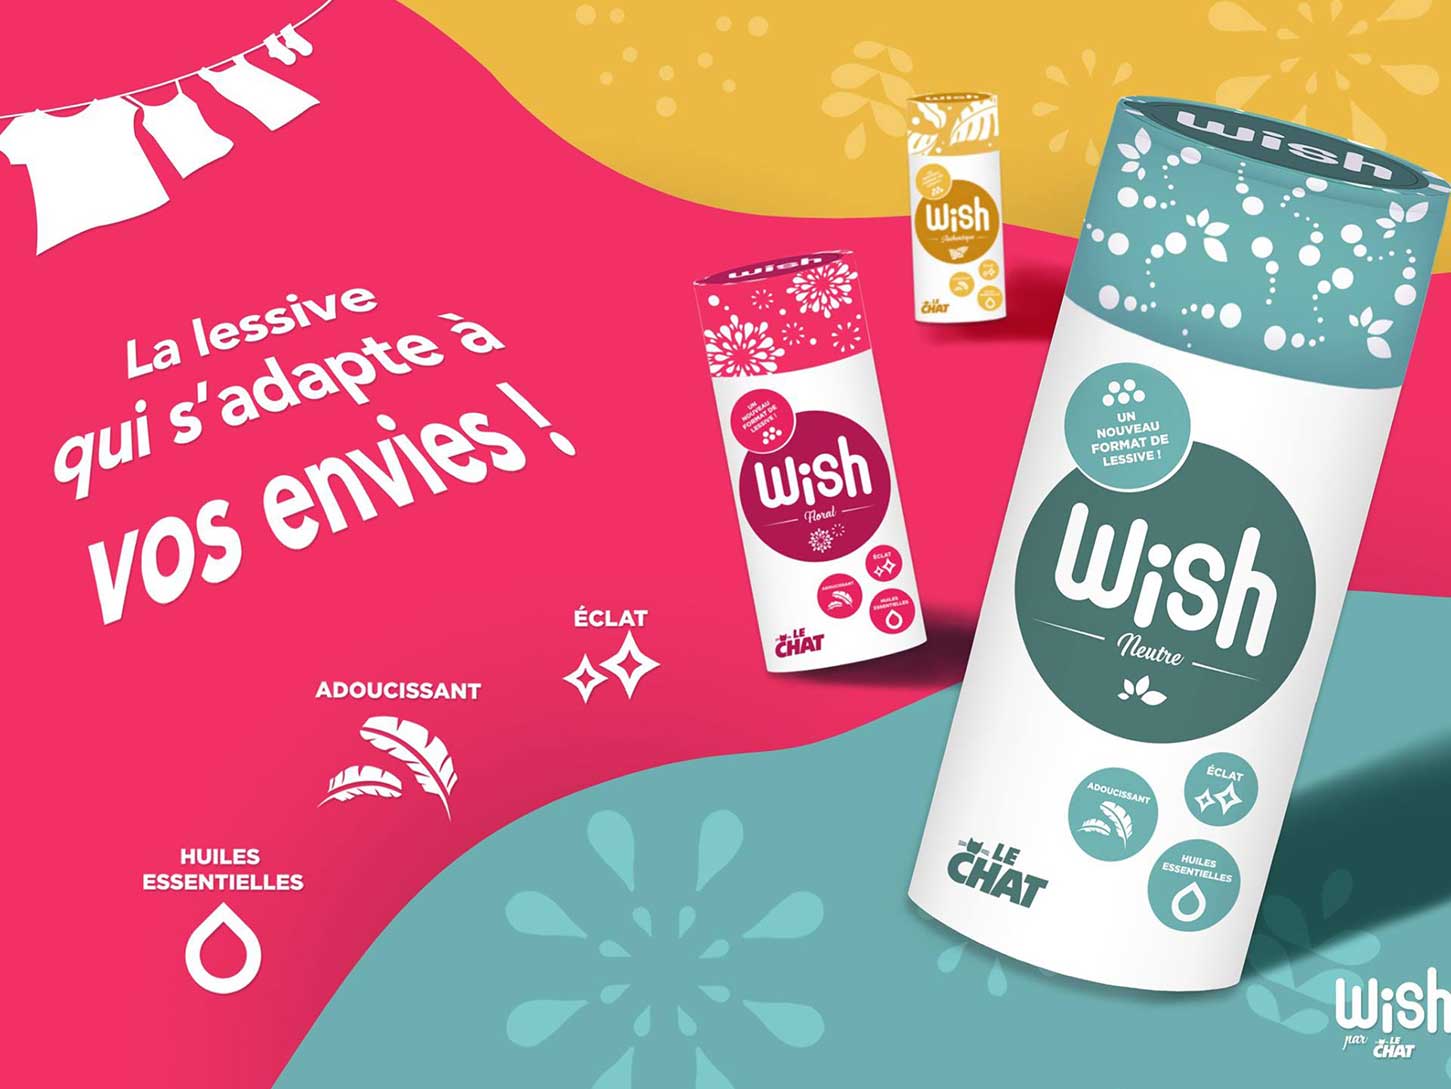 La lessive
qui s'adapte à
vos envies !
ÉCLAT
ADOUCISSANT
HUILES
ESSENTIELLES
wish
Wish
Authentique
LE
CHAT
wish
UN
NOUVEAU
FORMAT DE
LESSIVE !
Wish
Floral
ÉCLAT
ADOUCISSANT
HUILES
ESSENTIELLES
LE
CHAT
wish
UN
NOUVEAU
FORMAT DE
LESSIVE !
Wish
Neutre
ÉCLAT
ADOUCISSANT
HUILES
ESSENTIELLES
LE
CHAT
Wish
par LE
CHAT